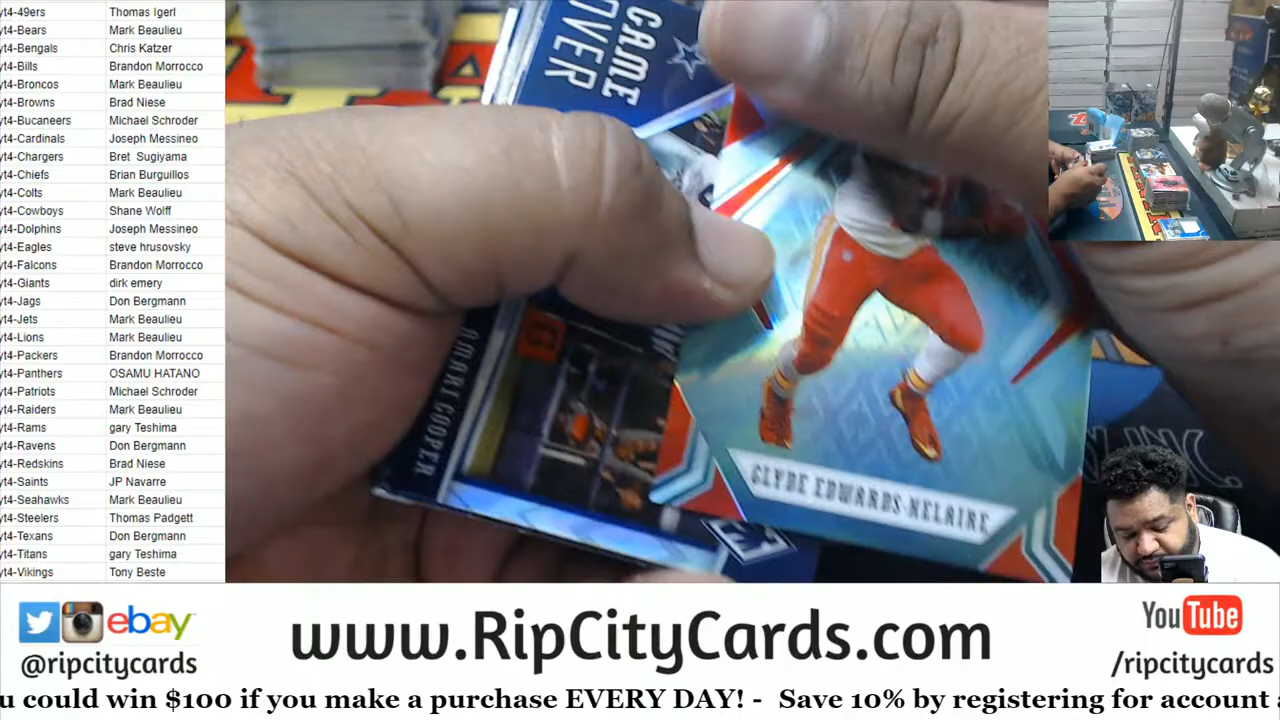 yt4-49ers Thomas Igerl
yt4-Bears Mark Beaulieu
yt4-Bengals Chris Katzer
yt4-Bills Brandon Morrocco
yt4-Broncos Mark Beaulieu
yt4-Browns Brad Niese
yt4-Bucaneers Michael Schroder
yt4-Cardinals Joseph Messineo
yt4-Chargers Bret Sugiyama
yt4-Chiefs Brian Burguillos
yt4-Colts Mark Beaulieu
yt4-Cowboys Shane Wolff
yt4-Dolphins Joseph Messineo
yt4-Eagles steve hrusovsky
yt4-Falcons Brandon Morrocco
yt4-Giants dirk emery
yt4-Jags Don Bergmann
yt4-Jets Mark Beaulieu
yt4-Lions Mark Beaulieu
yt4-Packers Brandon Morrocco
yt4-Panthers OSAMU HATANO
yt4-Patriots Michael Schroder
yt4-Raiders Mark Beaulieu
yt4-Rams gary Teshima
yt4-Ravens Don Bergmann
yt4-Redskins Brad Niese
yt4-Saints JP Navarre
yt4-Seahawks Mark Beaulieu
yt4-Steelers Thomas Padgett
yt4-Texans Don Bergmann
yt4-Titans gary Teshima
yt4-Vikings Tony Beste
GAME
OVER
AMARI COOPER
CLYDE EDWARDS-HELAIRE
INC.
ebay
@ripcitycards
www.RipCityCards.com
YouTube
/ripcitycards
u could win $100 if you make a purchase EVERY DAY! - Save 10% by registering for account